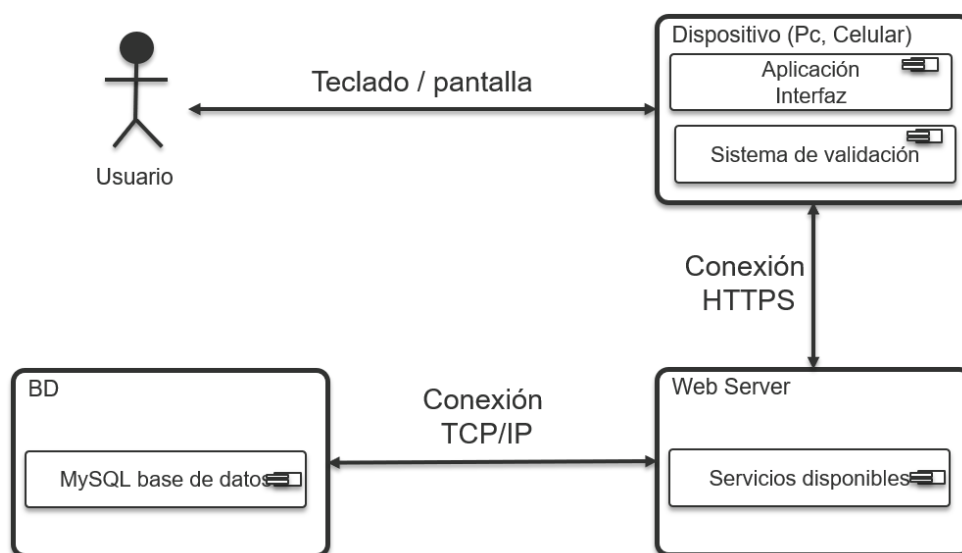 Dispositivo (Pc, Celular)
Aplicación
Interfaz
Teclado / pantalla
Sistema de validación
Usuario
Conexión
HTTPS
BD
Conexión
TCP/IP
Web Server
MySQL base de datos
Servicios disponibles